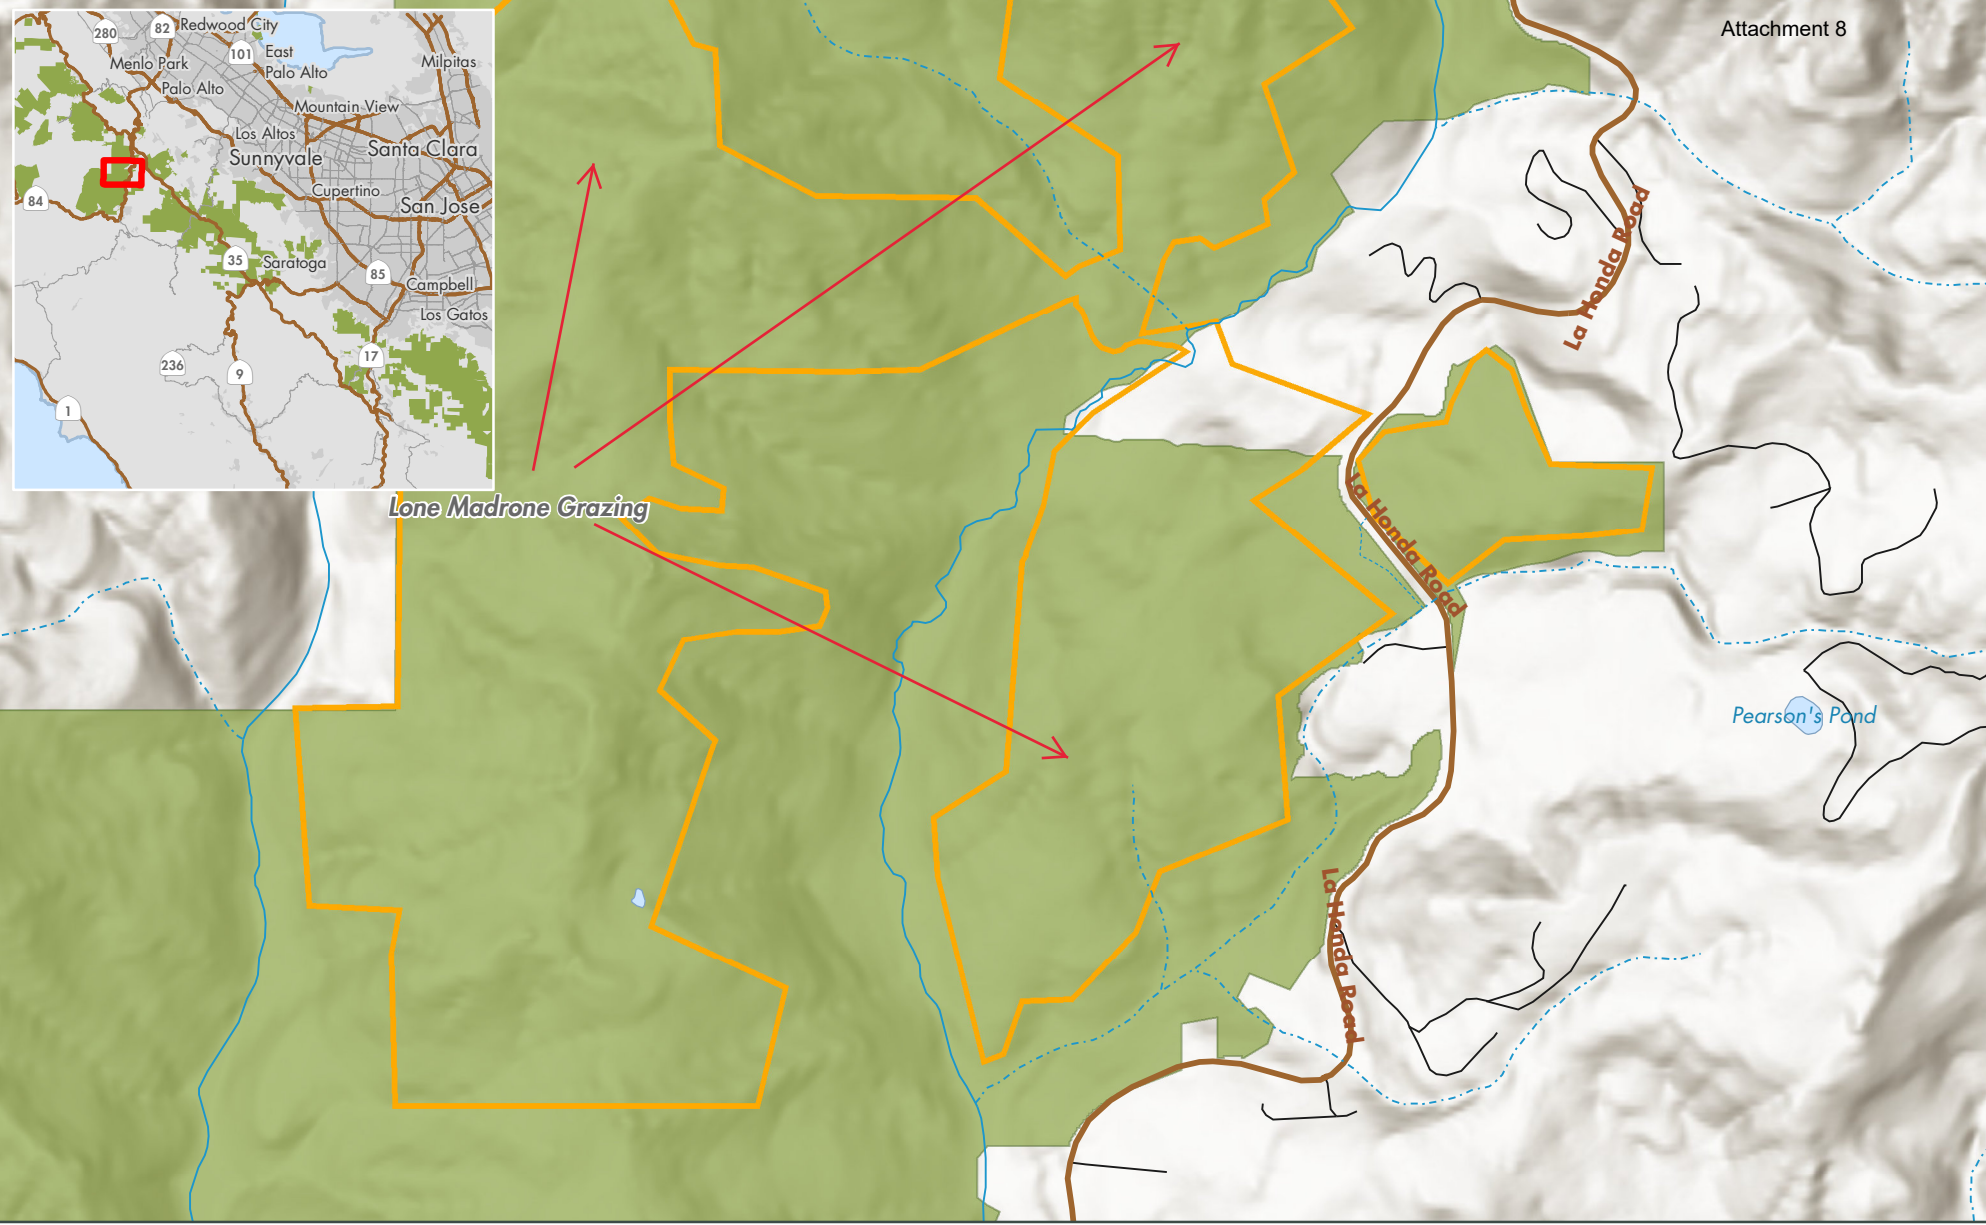 Attachment 8
280
82
Redwood City
101
East
Palo Alto
Menlo Park
Milpitas
Palo Alto
Mountain View
Los Altos
Sunnyvale
Santa Clara
Cupertino
84
San Jose
35
Saratoga
85
Campbell
Los Gatos
236
9
17
1
La Honda Road
Lone Madrone Grazing
La Honda Road
Pearson's Pond
La Honda Road